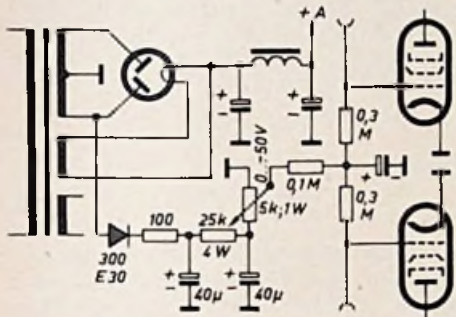 + A
+
-
+
-
0...-50V
0,3
M
0,1M
+
-
0,3
M
5k;1W
100
25k
4W
300
E30
+
-
40µ
+
-
40µ